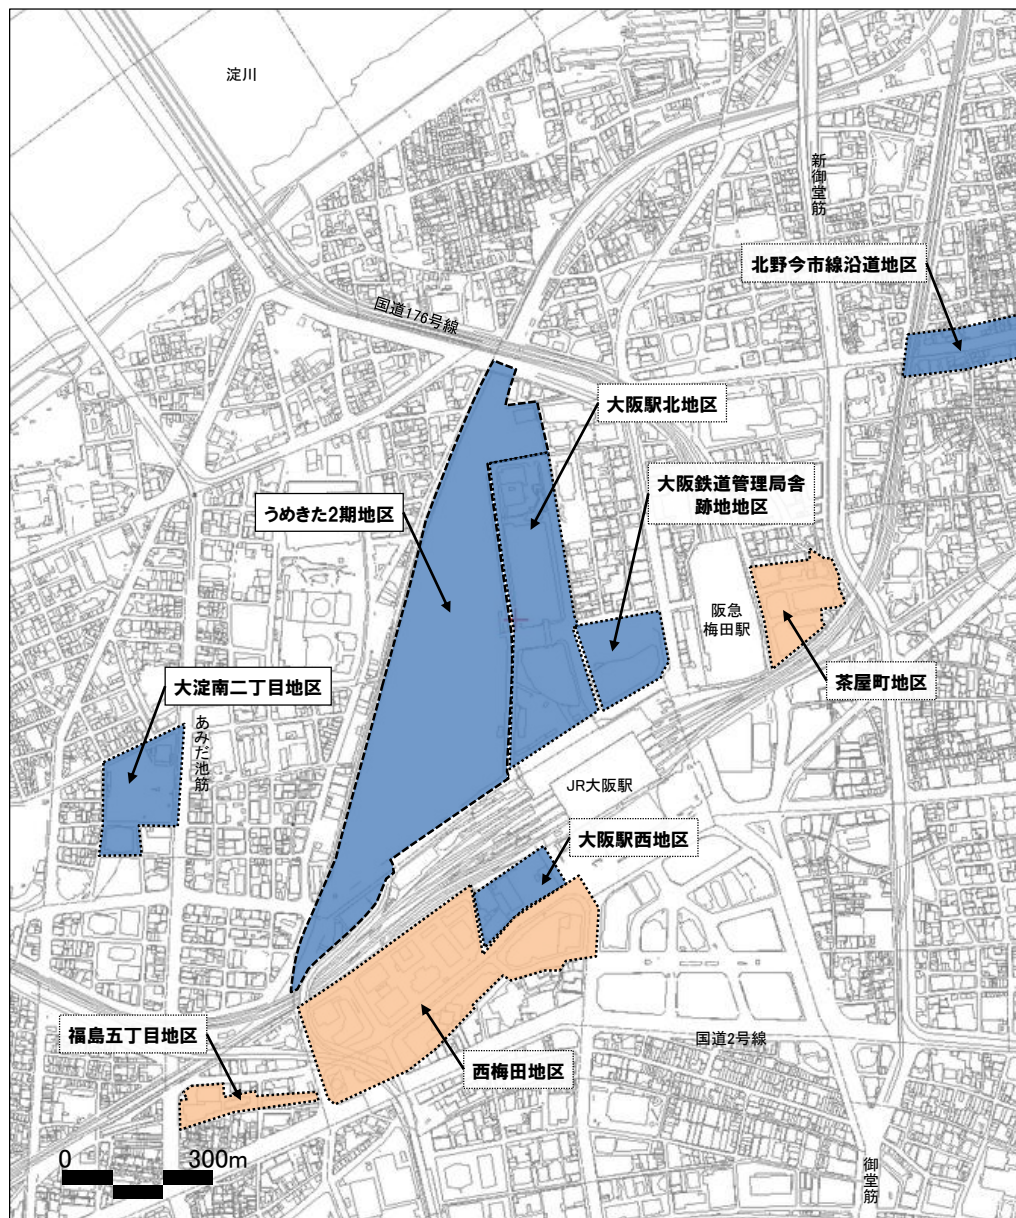 淀川
新御堂筋
北野今市線沿道地区
国道176号線
大阪駅北地区
大阪鉄道管理局舎
跡地地区
うめきた2期地区
阪急
梅田駅
茶屋町地区
大淀南二丁目地区
あみだ池筋
JR大阪駅
大阪駅西地区
福島五丁目地区
国道2号線
西梅田地区
0 300m
御堂筋